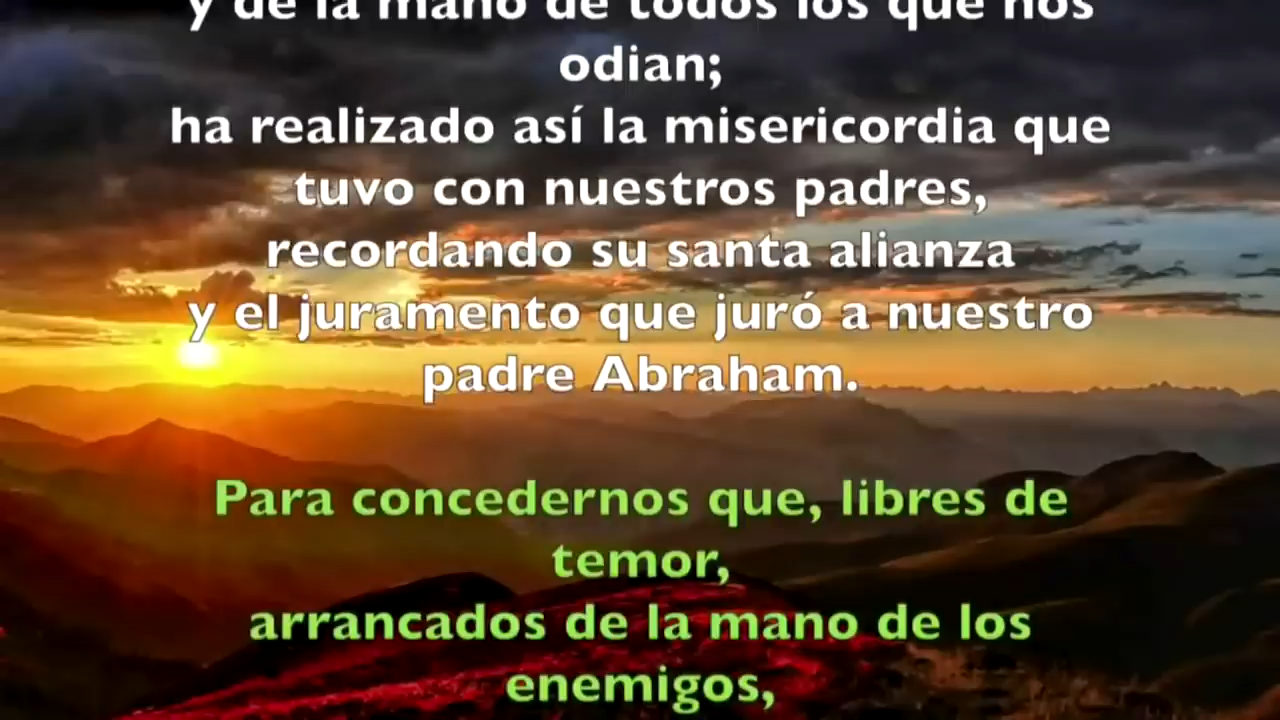 y de la mano de todos los que nos
odian;
ha realizado así la misericordia que
tuvo con nuestros padres,
recordando su santa alianza
y el juramento que juró a nuestro
padre Abraham.
Para concedernos que, libres de
temor,
arrancados de la mano de los
enemigos,